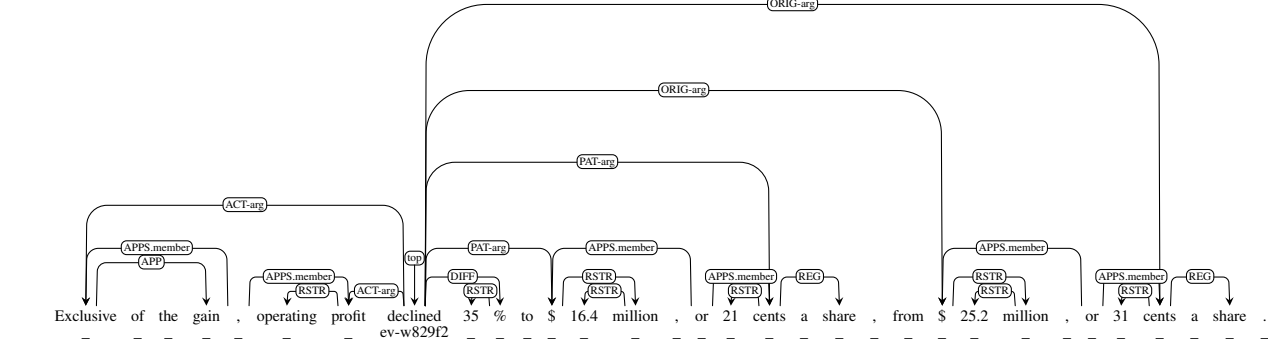 ORIG-arg
ORIG-arg
PAT-arg
ACT-arg
APPS.member PAT-arg APPS.member APPS.member
top
APP
APPS.member DIFF RSTR APPS.member REG RSTR APPS.member REG
RSTR ACT-arg RSTR RSTR RSTR RSTR RSTR
Exclusive of the gain , operating profit declined 35 % to $ 16.4 million , or 21 cents a share , from $ 25.2 million , or 31 cents a share .
_ _ _ _ _ _ _ ev-w829f2 _ _ _ _ _ _ _ _ _ _ _ _ _ _ _ _ _ _ _ _ _ _ _ _